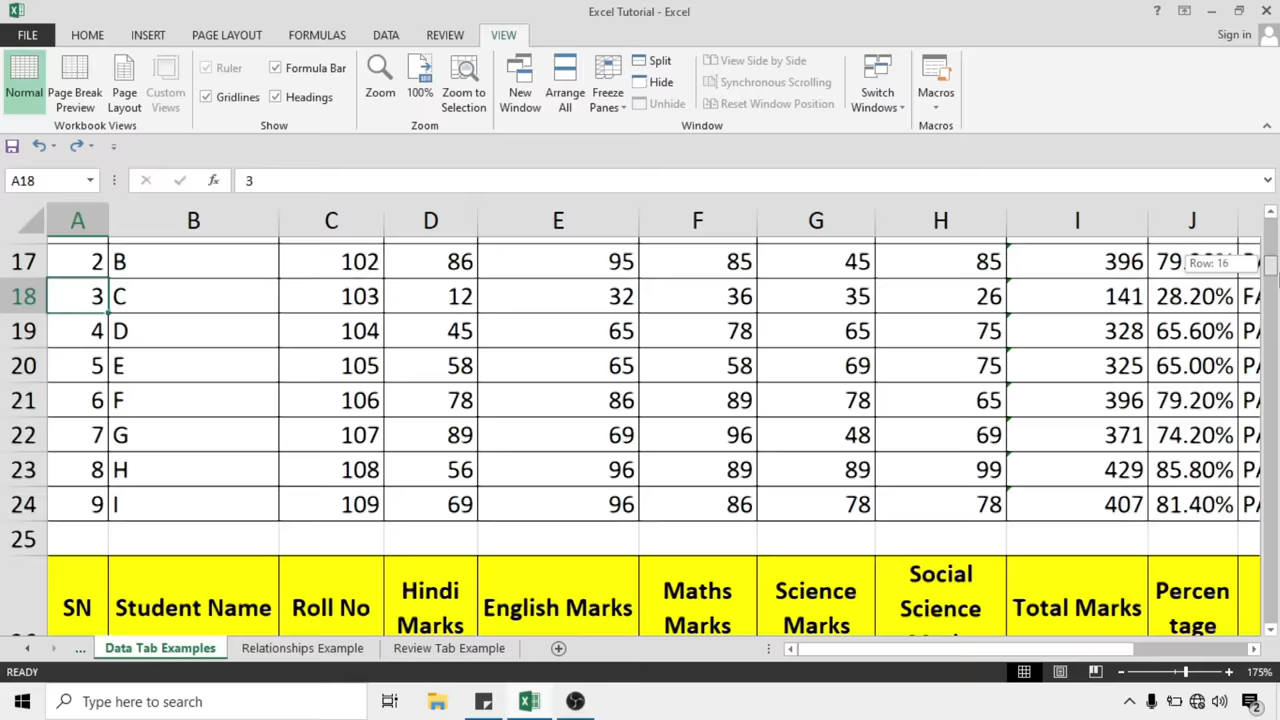 Excel Tutorial - Excel
?
FILE HOME INSERT PAGE LAYOUT FORMULAS DATA REVIEW VIEW Sign in
Normal Page Break Preview Page Layout Custom Views
Workbook Views
Ruler Formula Bar
Gridlines Headings
Show
Zoom 100% Zoom to Selection
Zoom
New Window Arrange All Freeze Panes
Split
Hide
Unhide
View Side by Side
Synchronous Scrolling
Reset Window Position
Switch Windows
Window
Macros
Macros
A18 fx 3
A B C D E F G H I J
17 2 B 102 86 95 85 45 85 396
Row: 16
18 3 C 103 12 32 36 35 26 141 28.20% FA
19 4 D 104 45 65 78 65 75 328 65.60% PA
20 5 E 105 58 65 58 69 75 325 65.00% PA
21 6 F 106 78 86 89 78 65 396 79.20% PA
22 7 G 107 89 69 96 48 69 371 74.20% PA
23 8 H 108 56 96 89 89 99 429 85.80% PA
24 9 I 109 69 96 86 78 78 407 81.40% PA
25
SN Student Name Roll No Hindi Marks English Marks Maths Marks Science Marks Social Science Total Marks Percen tage
... Data Tab Examples Relationships Example Review Tab Example
READY 175%
Type here to search 2